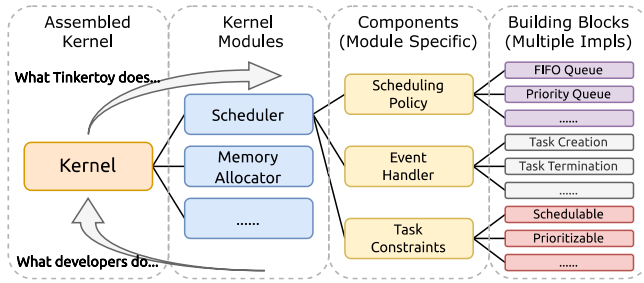 Assembled
Kernel
Kernel
Modules
Components
(Module Specific)
Building Blocks
(Multiple Impls)
What Tinkertoy does...
Kernel
What developers do...
Scheduler
Memory
Allocator
......
Scheduling
Policy
Event
Handler
Task
Constraints
FIFO Queue
Priority Queue
......
Task Creation
Task Termination
......
Schedulable
Prioritizable
......